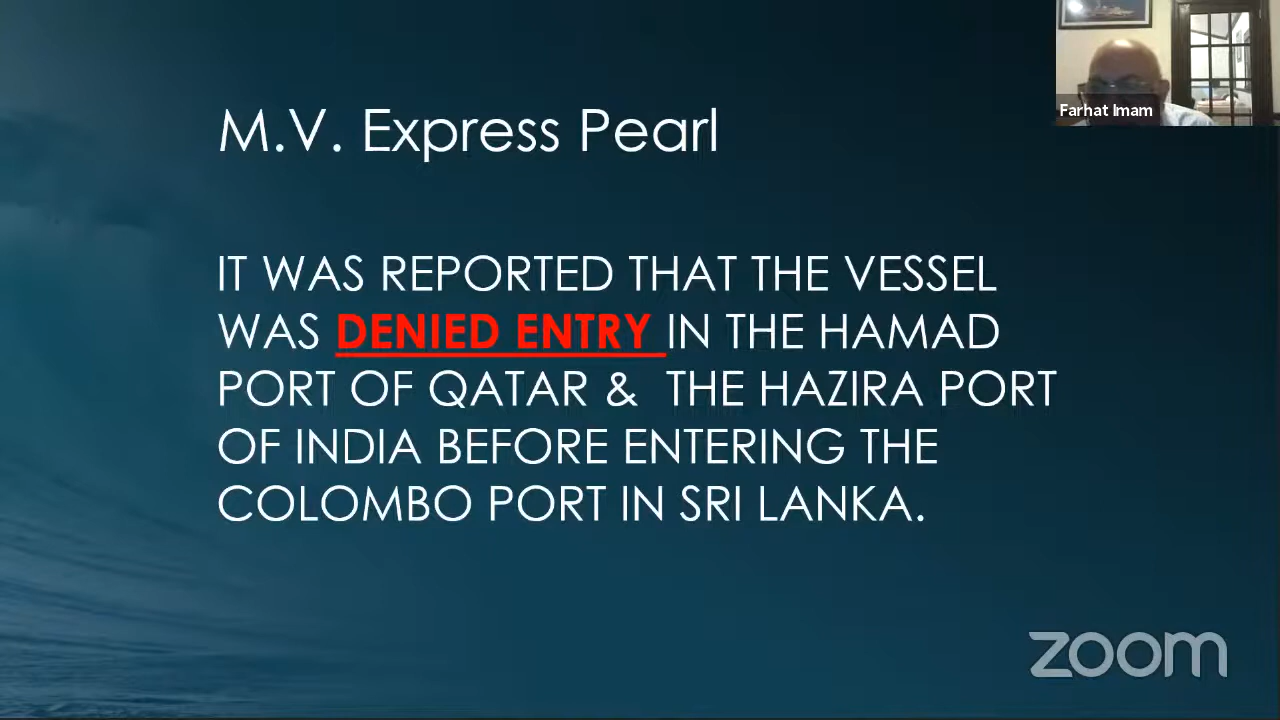 M.V. Express Pearl
IT WAS REPORTED THAT THE VESSEL
WAS DENIED ENTRY IN THE HAMAD
PORT OF QATAR & THE HAZIRA PORT
OF INDIA BEFORE ENTERING THE
COLOMBO PORT IN SRI LANKA.
Farhat Imam
zoom